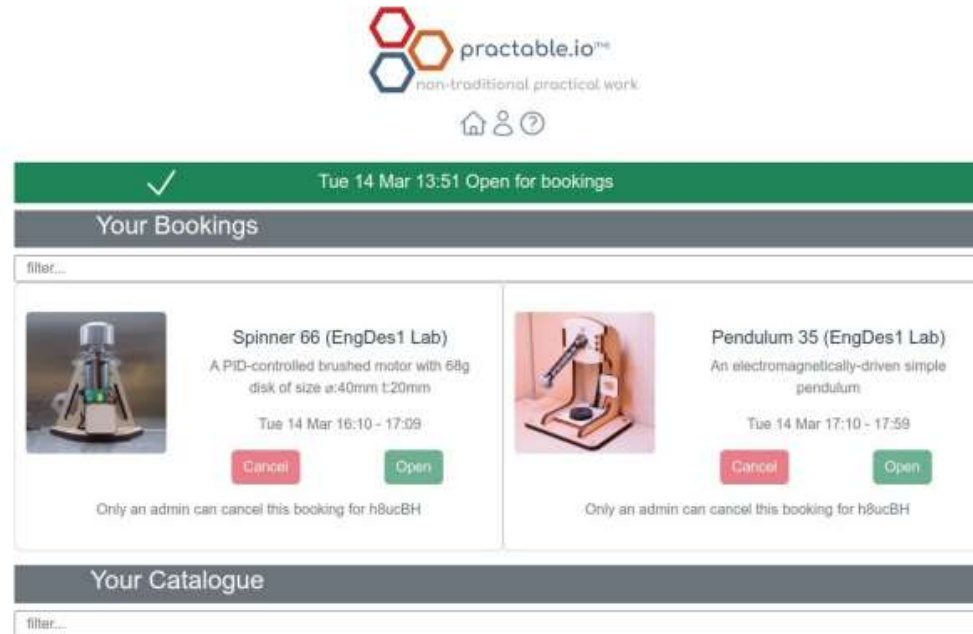 practable.io™
non-traditional practical work
Tue 14 Mar 13:51 Open for bookings
Your Bookings
filter...
Spinner 66 (EngDes1 Lab)
A PID-controlled brushed motor with 68g
disk of size ⌀:40mm t:20mm
Tue 14 Mar 16:10 - 17:09
Cancel
Open
Only an admin can cancel this booking for h8ucBH
Pendulum 35 (EngDes1 Lab)
An electromagnetically-driven simple
pendulum
Tue 14 Mar 17:10 - 17:59
Cancel
Open
Only an admin can cancel this booking for h8ucBH
Your Catalogue
filter...